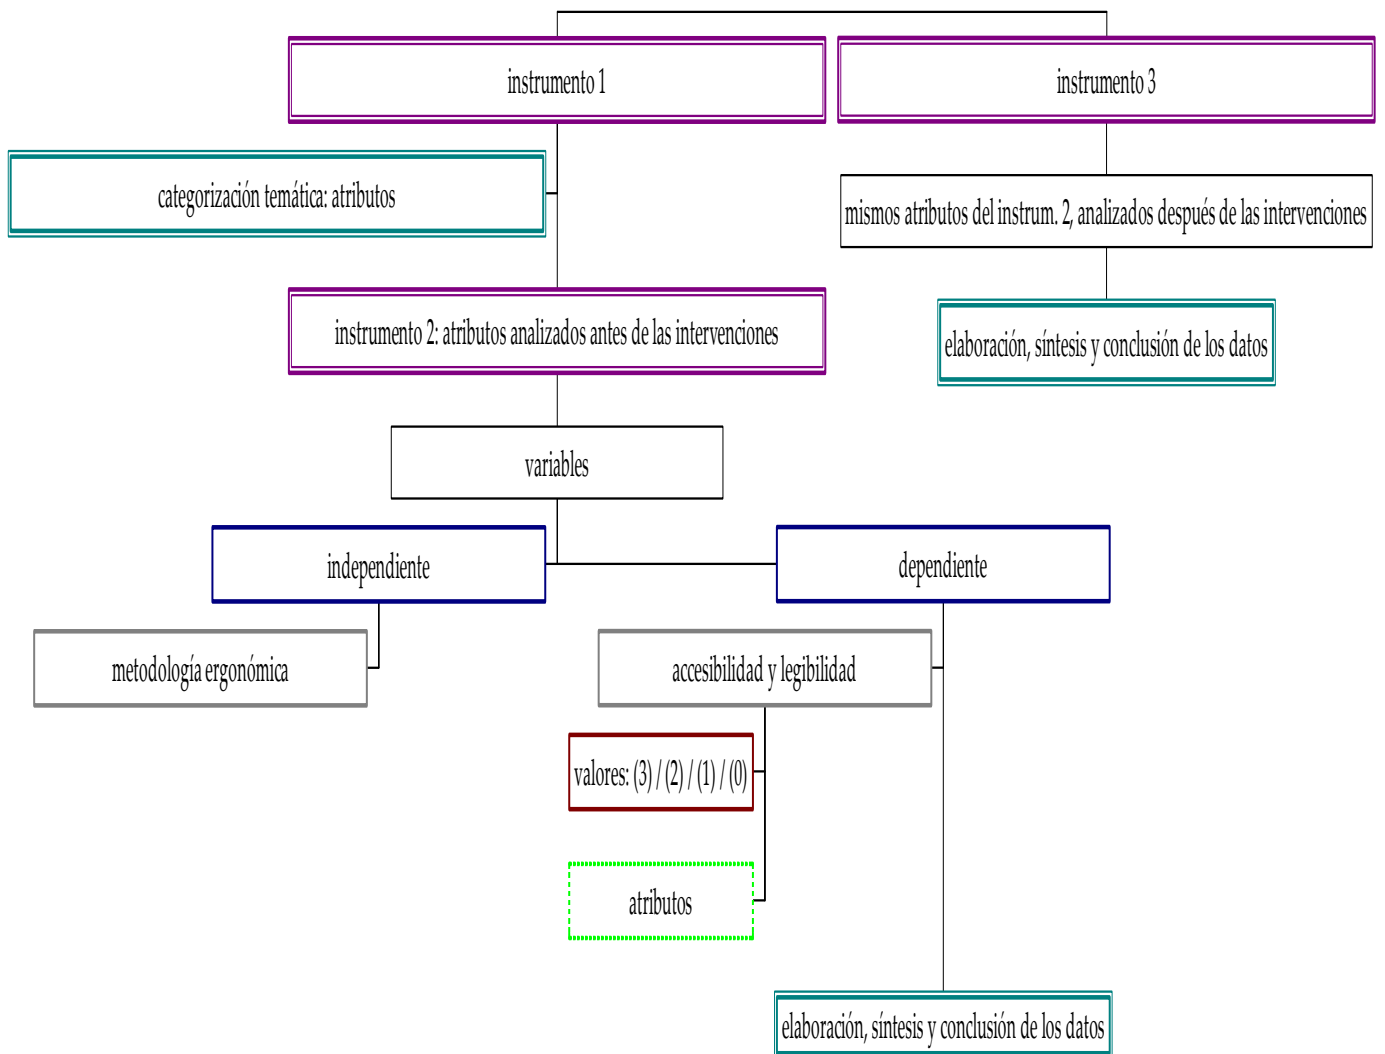 instrumento 1
instrumento 3
categorización temática: atributos
mismos atributos del instrum. 2, analizados después de las intervenciones
instrumento 2: atributos analizados antes de las intervenciones
elaboración, síntesis y conclusión de los datos
variables
independiente
dependiente
metodología ergonómica
accesibilidad y legibilidad
valores: (3) / (2) / (1) / (0)
atributos
elaboración, síntesis y conclusión de los datos